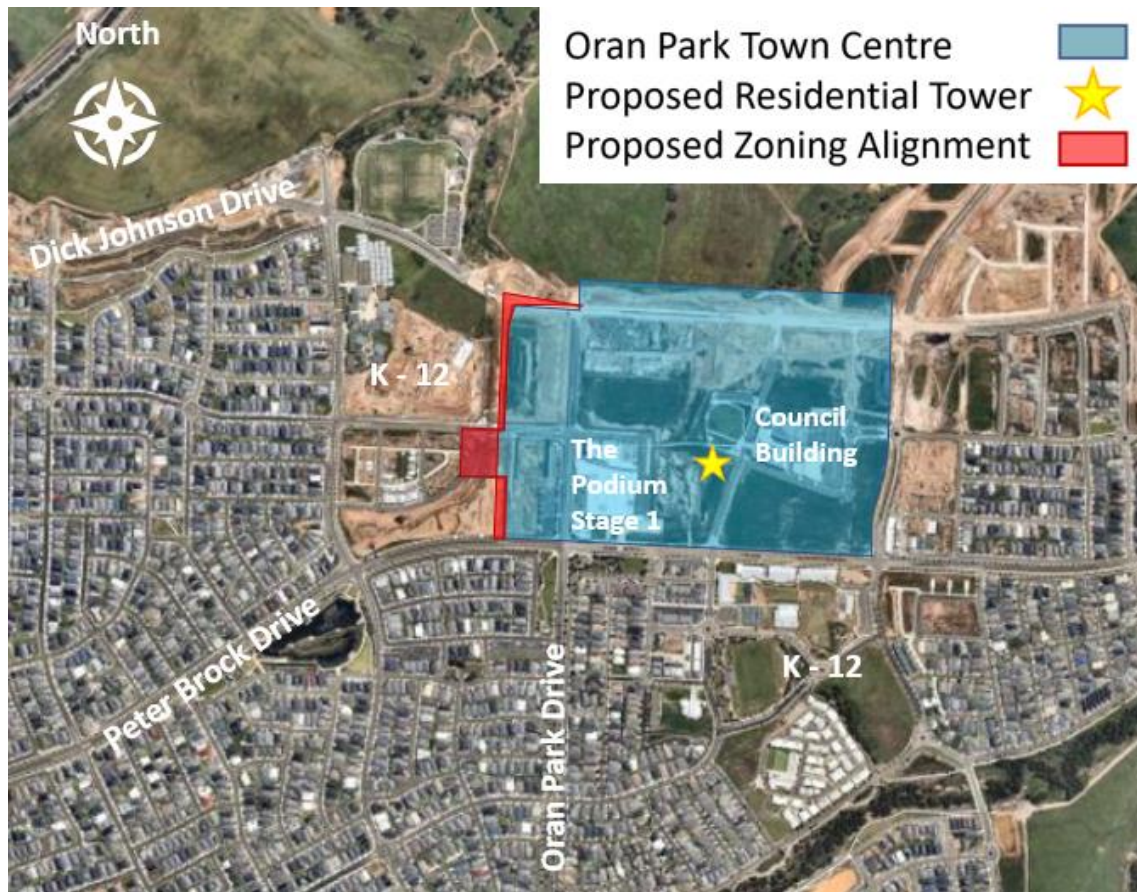 North
Oran Park Town Centre
Proposed Residential Tower
Proposed Zoning Alignment
Dick Johnson Drive
K - 12
The
Podium
Stage 1
Council
Building
Peter Brock Drive
Oran Park Drive
K - 12